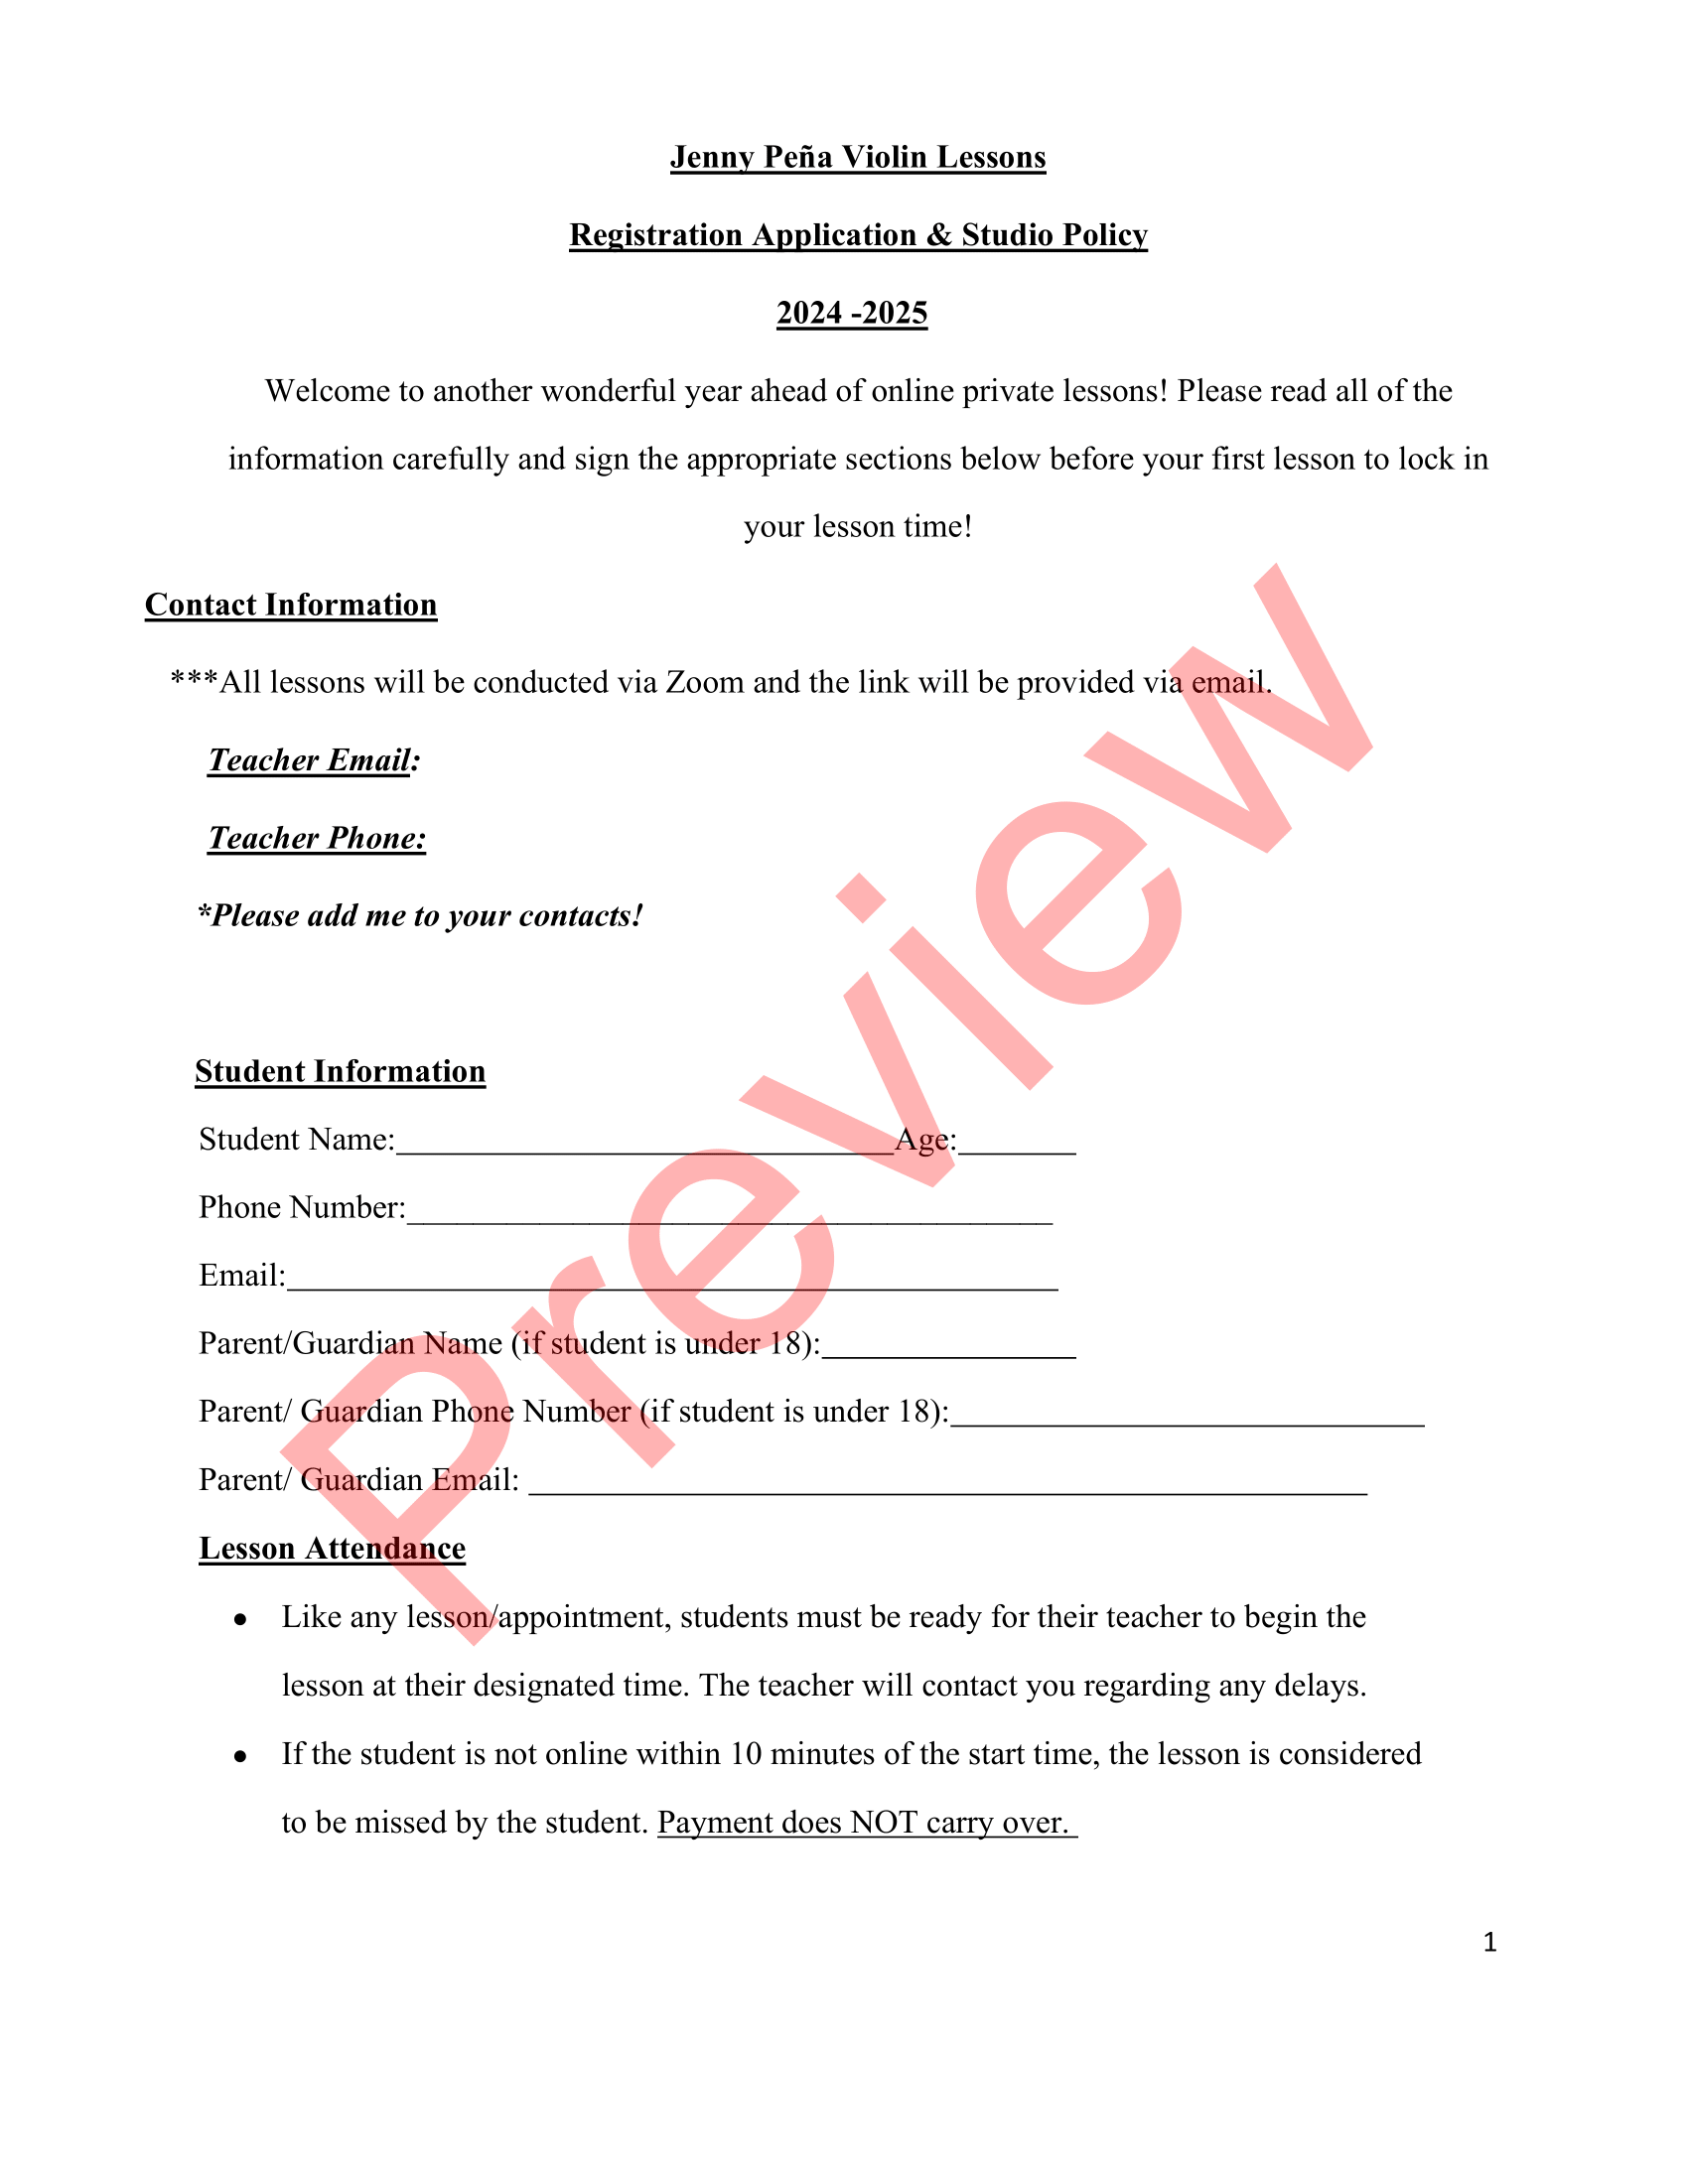 Jenny Peña Violin Lessons
Registration Application & Studio Policy
2024 -2025
Welcome to another wonderful year ahead of online private lessons! Please read all of the
information carefully and sign the appropriate sections below before your first lesson to lock in
your lesson time!
Contact Information
***All lessons will be conducted via Zoom and the link will be provided via email.
Teacher Email:
Teacher Phone:
*Please add me to your contacts!
Student Information
Student Name:______________________________Age:_______
Phone Number:_______________________________________
Email:_______________________________________________
Parent/Guardian Name (if student is under 18):_______________
Parent/ Guardian Phone Number (if student is under 18):____________________________
Parent/ Guardian Email: ___________________________________________________
Lesson Attendance
● Like any lesson/appointment, students must be ready for their teacher to begin the
lesson at their designated time. The teacher will contact you regarding any delays.
● If the student is not online within 10 minutes of the start time, the lesson is considered
to be missed by the student. Payment does NOT carry over.
1
Preview